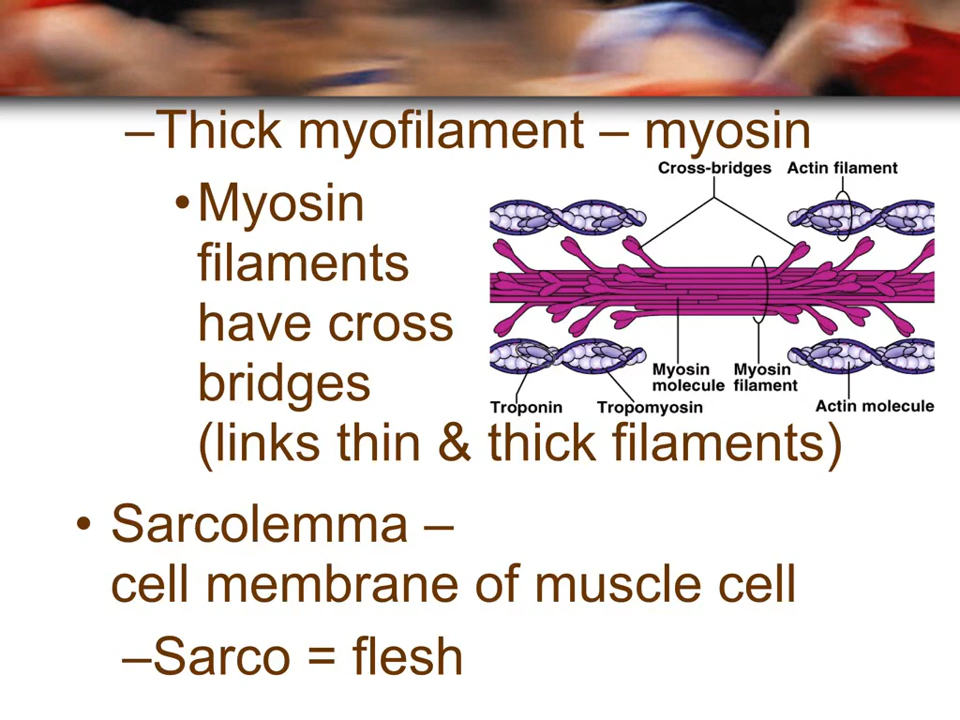 –Thick myofilament – myosin
•Myosin
filaments
have cross
bridges
(links thin & thick filaments)
Cross-bridges
Actin filament
Myosin
molecule
Myosin
filament
Troponin
Tropomyosin
Actin molecule
• Sarcolemma –
cell membrane of muscle cell
–Sarco = flesh